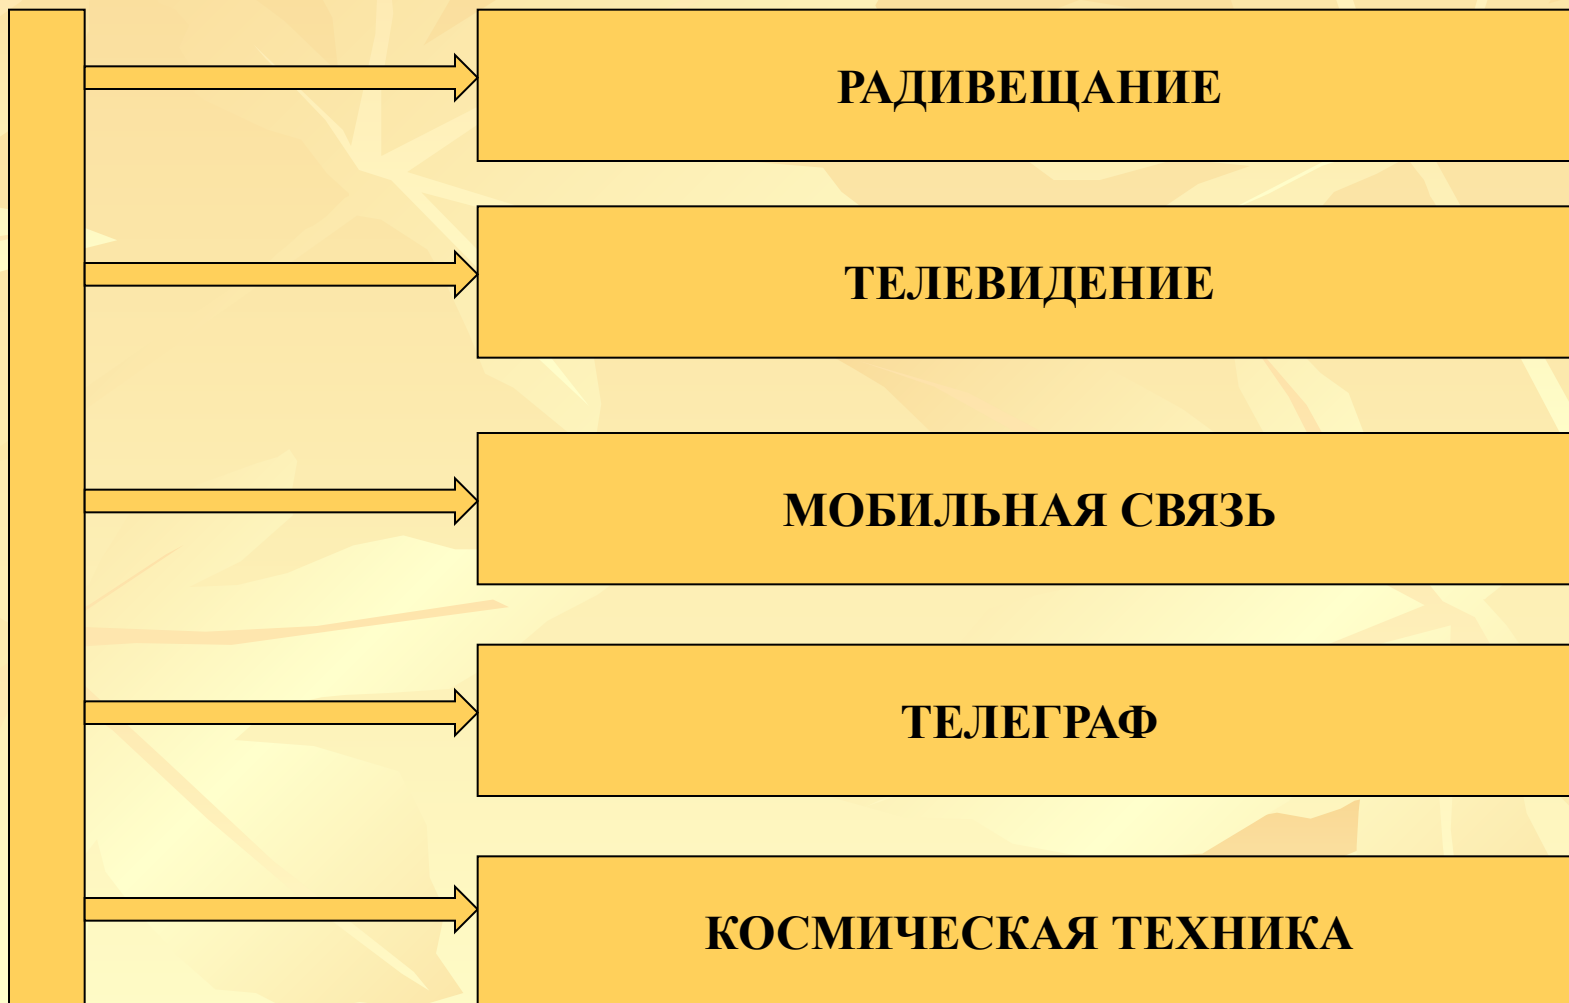 РАДИВЕЩАНИЕ
ТЕЛЕВИДЕНИЕ
МОБИЛЬНАЯ СВЯЗЬ
ТЕЛЕГРАФ
КОСМИЧЕСКАЯ ТЕХНИКА